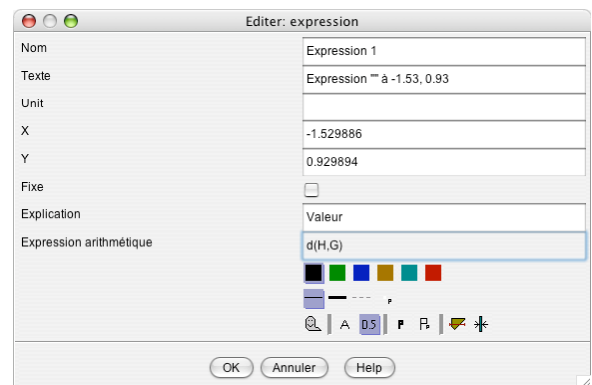 Editer: expression
Nom Expression 1
Texte Expression "" à -1.53, 0.93
Unit
X -1.529886
Y 0.929894
Fixe
Explication Valeur
Expression arithmétique d(H,G)
P
A 0.5 P P.
OK Annuler Help